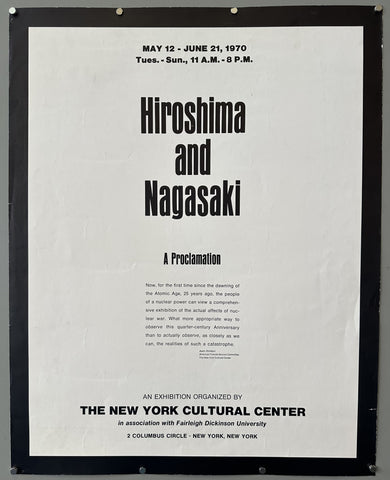 MAY 12 - JUNE 21, 1970
Tues. - Sun., 11 A.M. - 8 P.M.
Hiroshima
and
Nagasaki
A Proclamation
Now, for the first time since the dawning of
the Atomic Age, 25 years ago, the people
of a nuclear power can view a comprehen-
sive exhibition of the actual effects of nuc-
lear war. What more appropriate way to
observe this quarter-century Anniversary
than to actually observe, as closely as we
can, the realities of such a catastrophe.
AN EXHIBITION ORGANIZED BY
THE NEW YORK CULTURAL CENTER
in association with Fairleigh Dickinson University
2 COLUMBUS CIRCLE - NEW YORK, NEW YORK